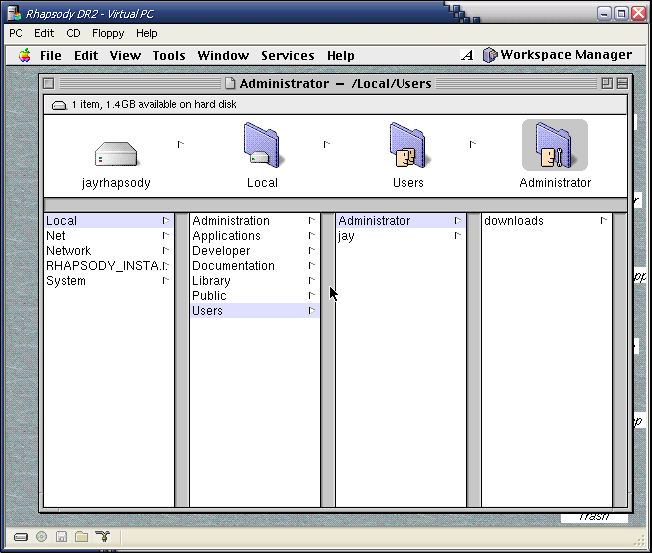 Rhapsody DR2 - Virtual PC
PC Edit CD Floppy Help
File Edit View Tools Window Services Help A Workspace Manager
Administrator — /Local/Users
1 item, 1.4GB available on hard disk
jayrhapsody Local Users Administrator
Local Administration Administrator downloads
Net Applications jay
Network Developer
RHAPSODY_INSTA. Documentation
System Library
Public
Users
Trash